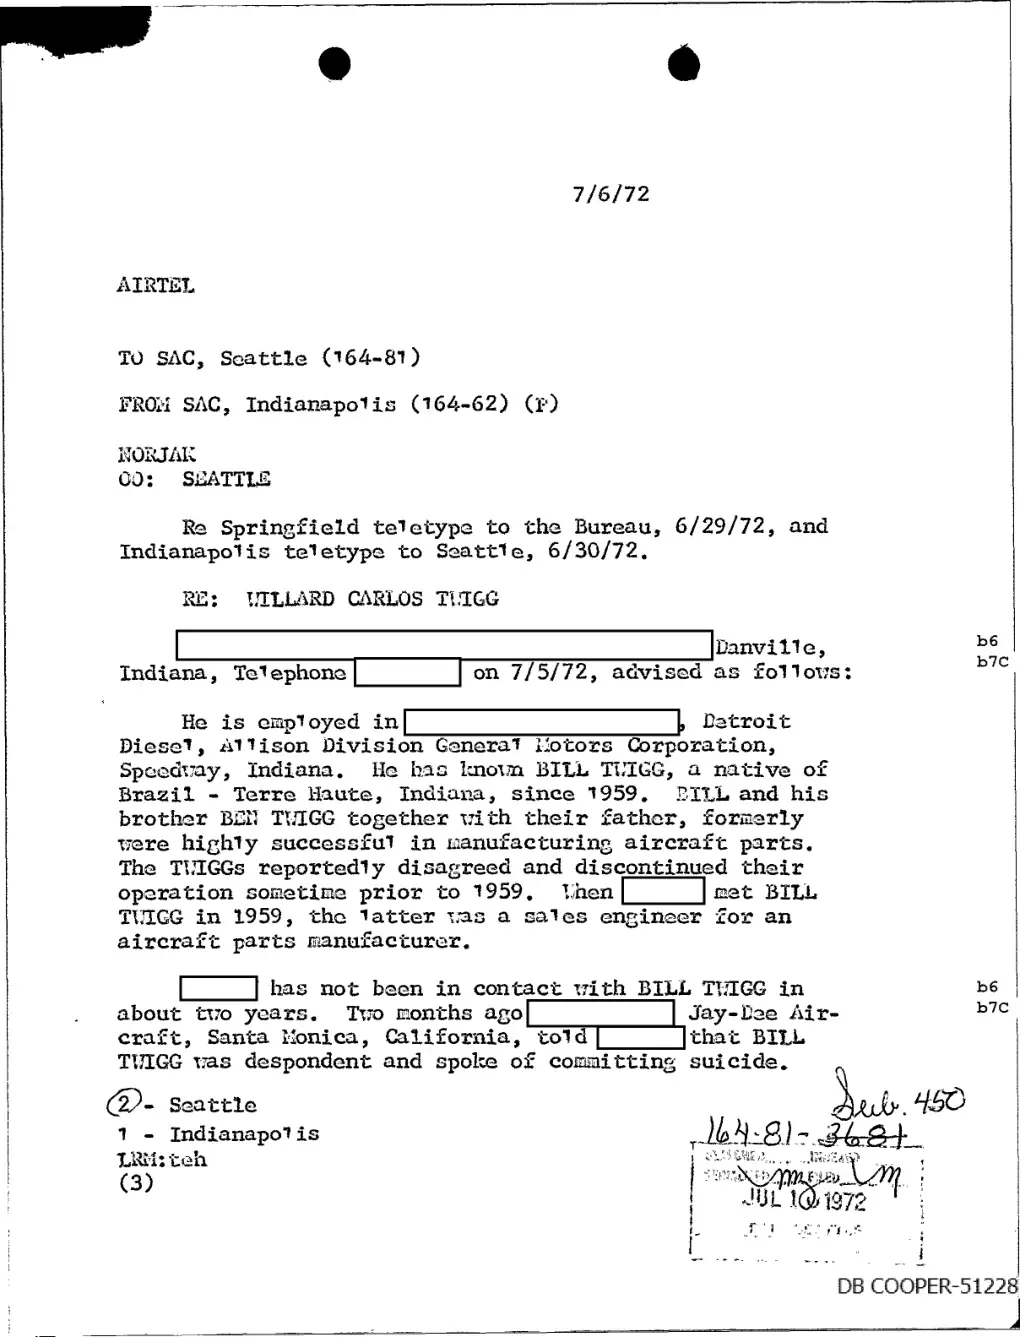 7/6/72
AIRTEL
TO SAC, Seattle (164-81)
FROM SAC, Indianapolis (164-62) (P)
NORJAK
OO: SEATTLE
Re Springfield teletype to the Bureau, 6/29/72, and
Indianapolis teletype to Seattle, 6/30/72.
RE: WILLARD CARLOS TWIGG
Danville, b6
Indiana, Telephone on 7/5/72, advised as follows: b7C
He is employed in , Detroit
Diesel, Allison Division General Motors Corporation,
Speedway, Indiana. He has known BILL TWIGG, a native of
Brazil - Terre Haute, Indiana, since 1959. BILL and his
brother BEN TWIGG together with their father, formerly
were highly successful in manufacturing aircraft parts.
The TWIGGs reportedly disagreed and discontinued their
operation sometime prior to 1959. When met BILL
TWIGG in 1959, the latter was a sales engineer for an
aircraft parts manufacturer.
has not been in contact with BILL TWIGG in b6
about two years. Two months ago Jay-Dee Air- b7C
craft, Santa Monica, California, told that BILL
TWIGG was despondent and spoke of committing suicide.
2 - Seattle
1 - Indianapolis
LRM:teh
(3)
Sub. 450
164-81-3681
JUL 10 1972
DB COOPER-51228